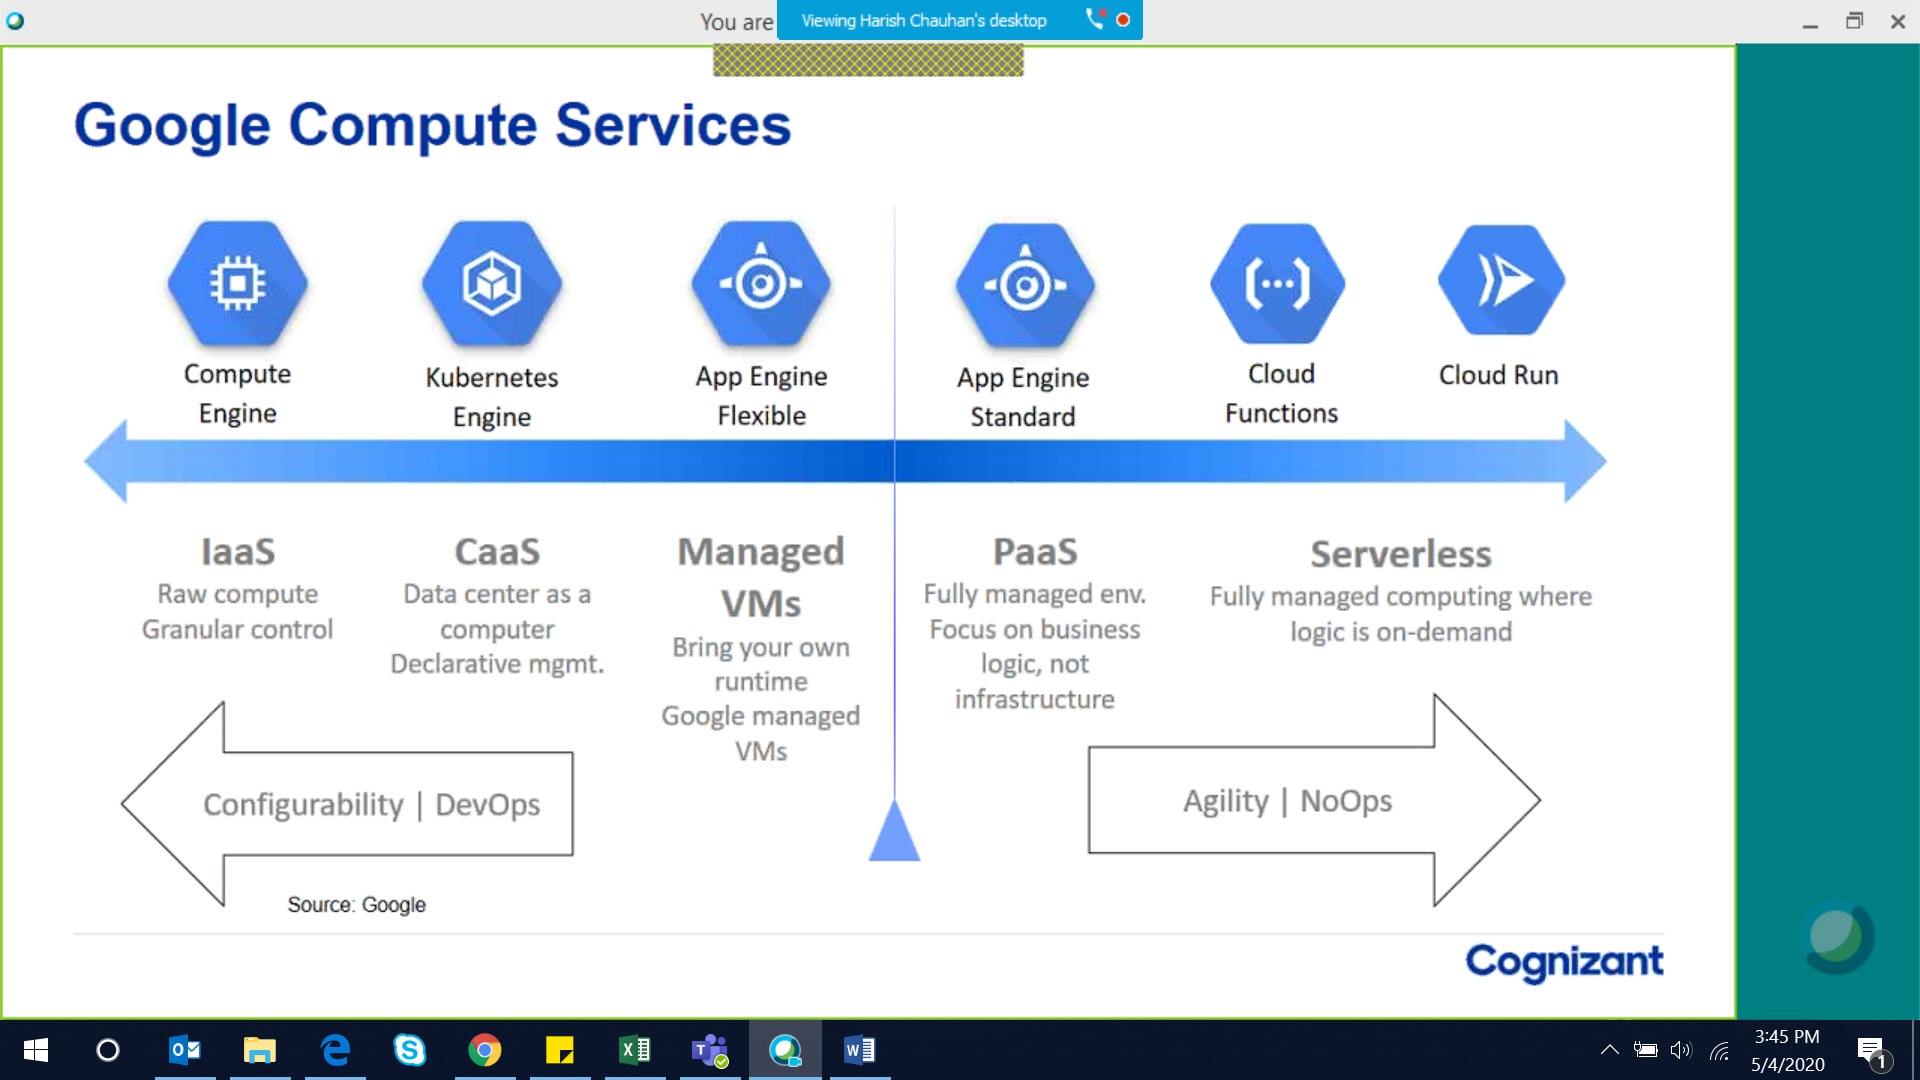 You are
Viewing Harish Chauhan's desktop
Google Compute Services
Compute
Engine
Kubernetes
Engine
App Engine
Flexible
App Engine
Standard
Cloud
Functions
Cloud Run
IaaS
Raw compute
Granular control
CaaS
Data center as a
computer
Declarative mgmt.
Managed
VMs
Bring your own
runtime
Google managed
VMs
PaaS
Fully managed env.
Focus on business
logic, not
infrastructure
Serverless
Fully managed computing where
logic is on-demand
Configurability | DevOps
Agility | NoOps
Source: Google
Cognizant
3:45 PM
5/4/2020
1